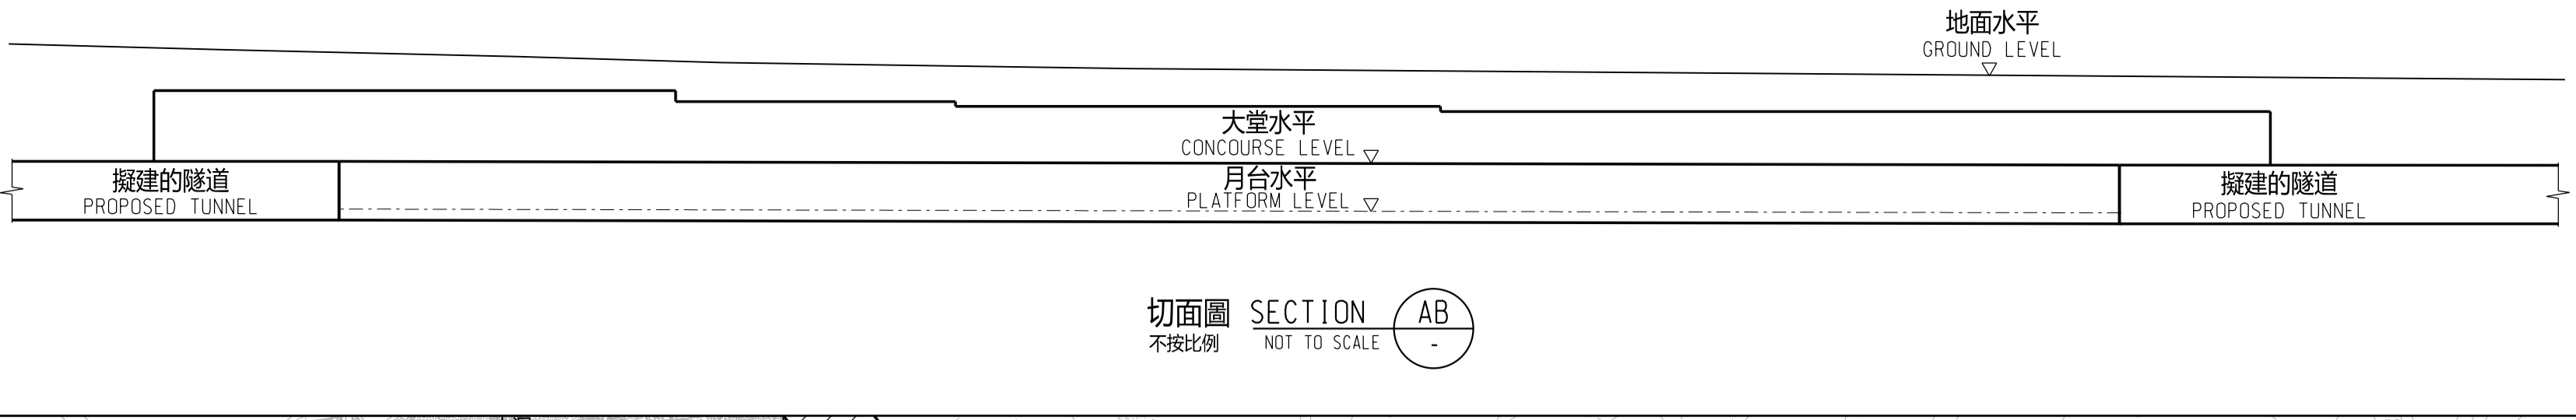 地面水平
GROUND LEVEL
大堂水平
CONCOURSE LEVEL
擬建的隧道
PROPOSED TUNNEL
月台水平
PLATFORM LEVEL
擬建的隧道
PROPOSED TUNNEL
切面圖 SECTION AB
不按比例 NOT TO SCALE -